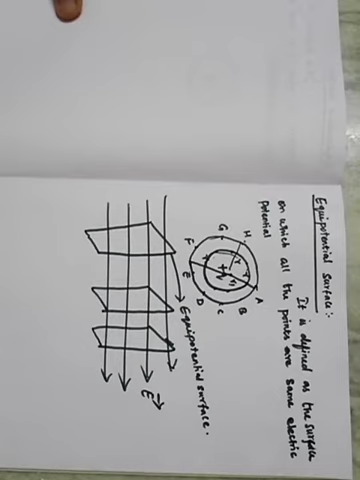 Equipotential Surface:-
It is defined as the surface
on which all the points are same electric
Potential
A
B
C
D
E
F
G
H
r
+q
r₁
Equipotential surface.
E